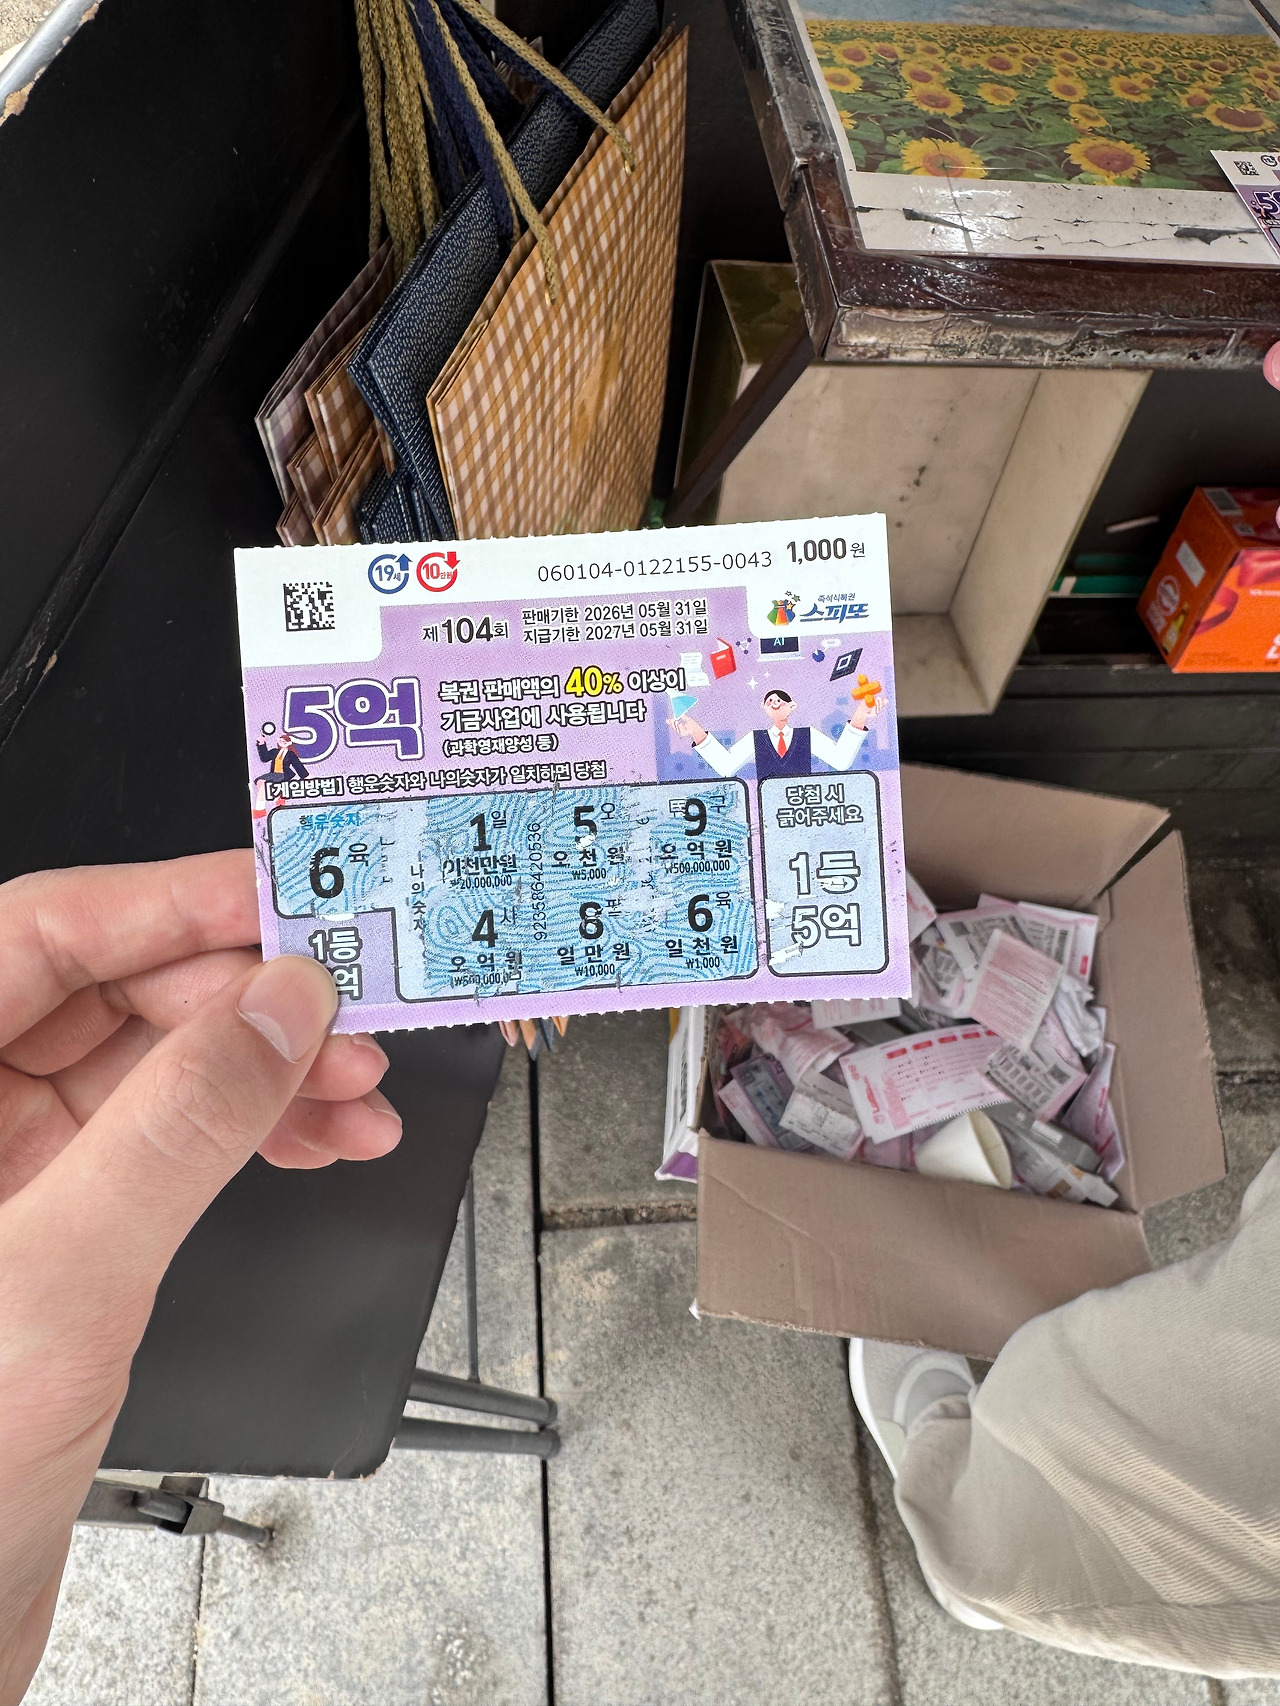 19세 10만원 060104-0122155-0043 1,000원
제104회 판매기한 2026년 05월 31일
지급기한 2027년 05월 31일
즉석식복권
스피또
AI
5억 복권 판매액의 40% 이상이
기금사업에 사용됩니다
(과학영재양성 등)
[게임방법] 행운숫자와 나의숫자가 일치하면 당첨
행운숫자
6 육
나의숫자
1 일 5 오 9 구
이천만원 오천원 오억원
₩20,000,000 ₩5,000 ₩500,000,000
4 사 8 팔 6 육
오억원 일만원 일천원
₩500,000,0 ₩10,000 ₩1,000
923586420536
당첨 시
긁어주세요
1등
5억
1등
억